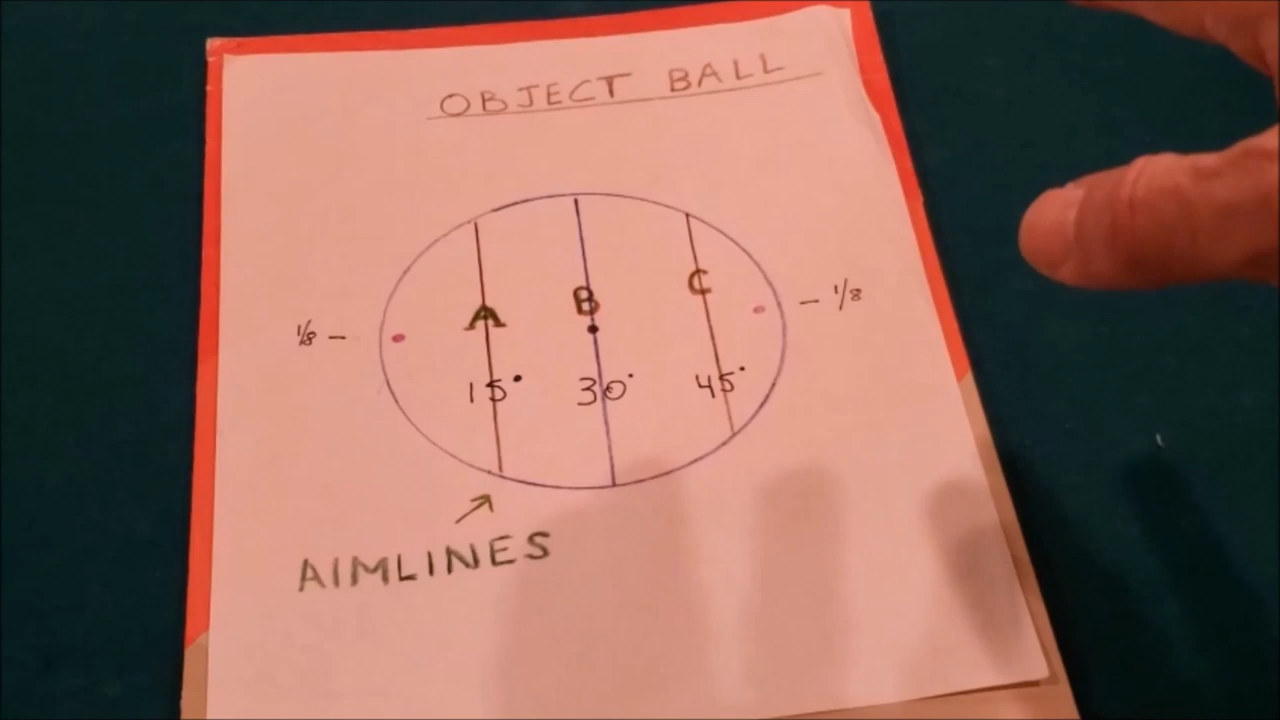 OBJECT BALL
A B C
1/8 - - 1/8
15° 30° 45°
AIMLINES